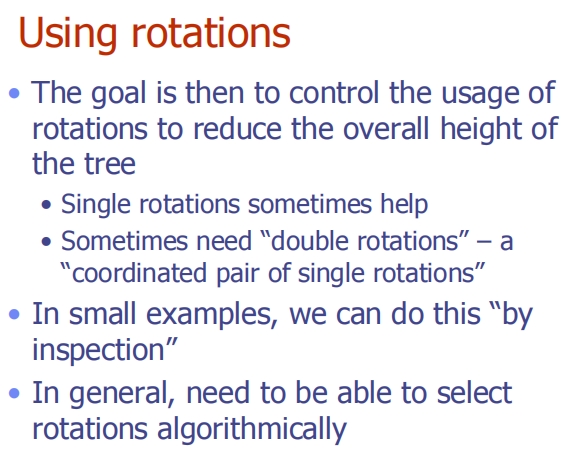 Using rotations
• The goal is then to control the usage of
rotations to reduce the overall height of
the tree
• Single rotations sometimes help
• Sometimes need “double rotations” – a
“coordinated pair of single rotations”
• In small examples, we can do this “by
inspection”
• In general, need to be able to select
rotations algorithmically